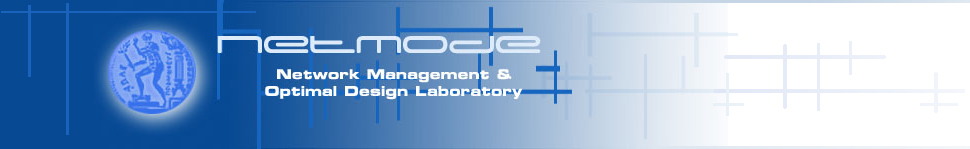 netmode
Network Management &
Optimal Design Laboratory